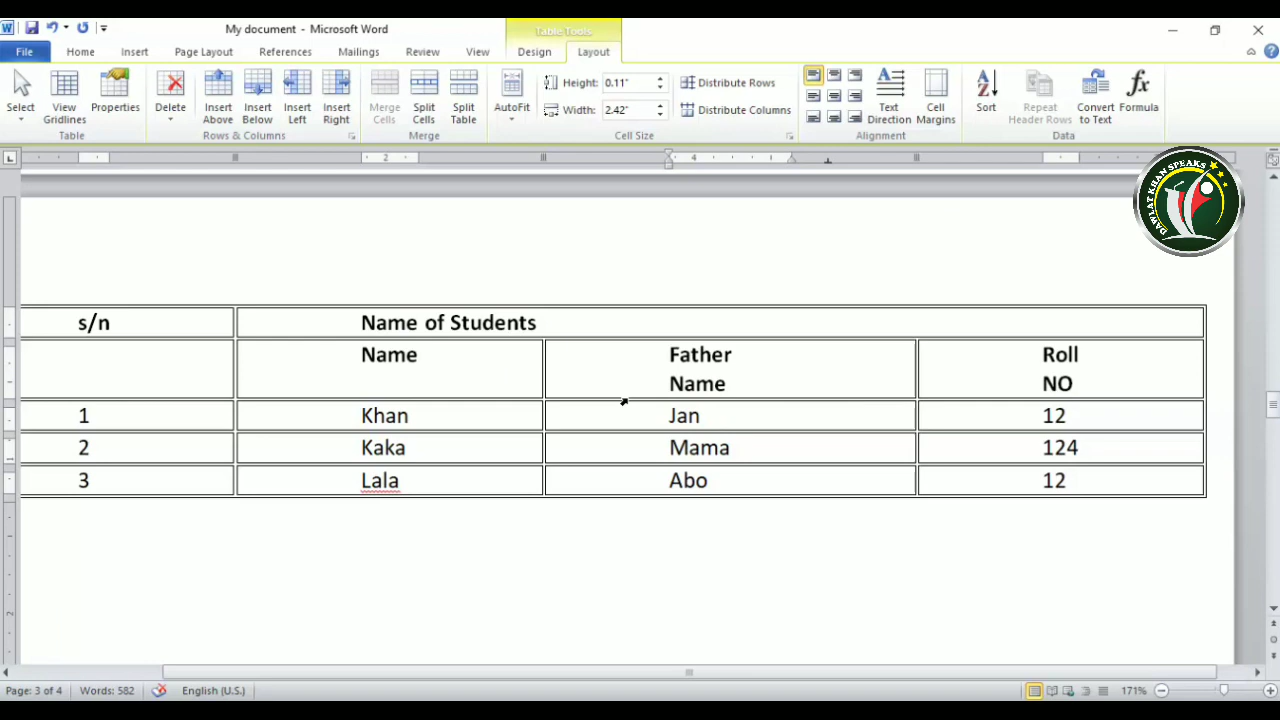 My document - Microsoft Word
Table Tools
File Home Insert Page Layout References Mailings Review View Design Layout
Select
View Gridlines
Properties
Table
Delete
Insert Above
Insert Below
Insert Left
Insert Right
Rows & Columns
Merge Cells
Split Cells
Split Table
Merge
AutoFit
Height: 0.11"
Width: 2.42"
Distribute Rows
Distribute Columns
Cell Size
Text Direction
Cell Margins
Alignment
Sort
Repeat Header Rows
Convert to Text
Formula
Data
2 4
DAWLAT KHAN SPEAKS
s/n Name of Students
Name Father Name Roll NO
1 Khan Jan 12
2 Kaka Mama 124
3 Lala Abo 12
Page: 3 of 4 Words: 582 English (U.S.) 171%